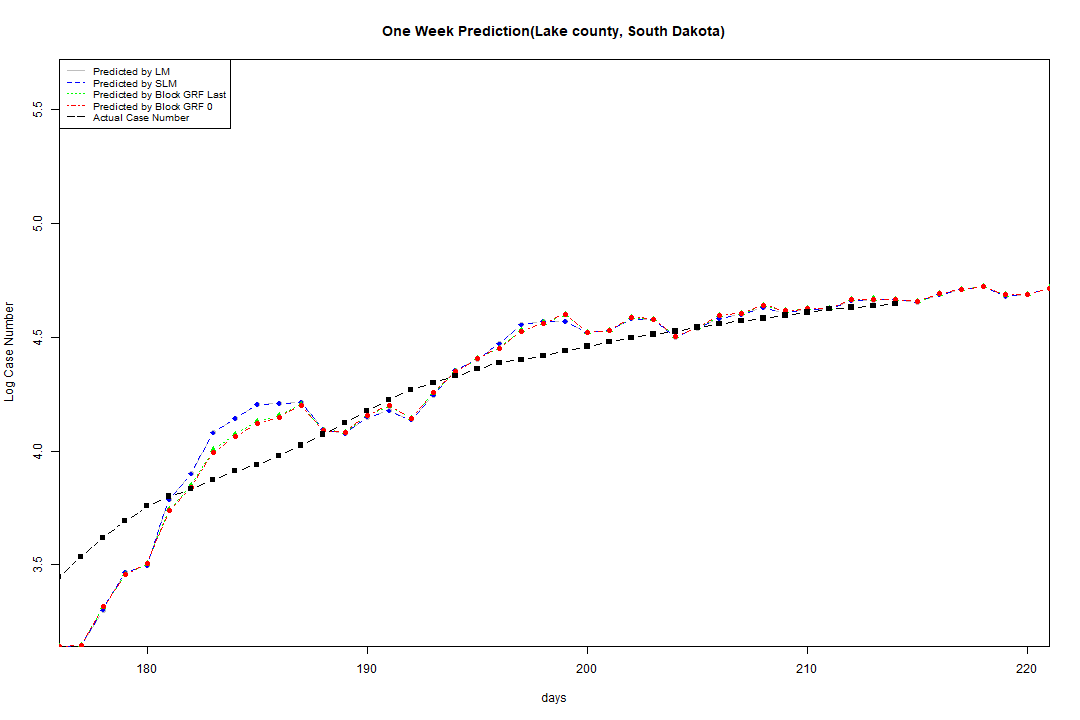 One Week Prediction(Lake county, South Dakota)
Predicted by LM
Predicted by SLM
Predicted by Block GRF Last
Predicted by Block GRF 0
Actual Case Number
5.5
5.0
4.5
4.0
3.5
Log Case Number
180 190 200 210 220
days